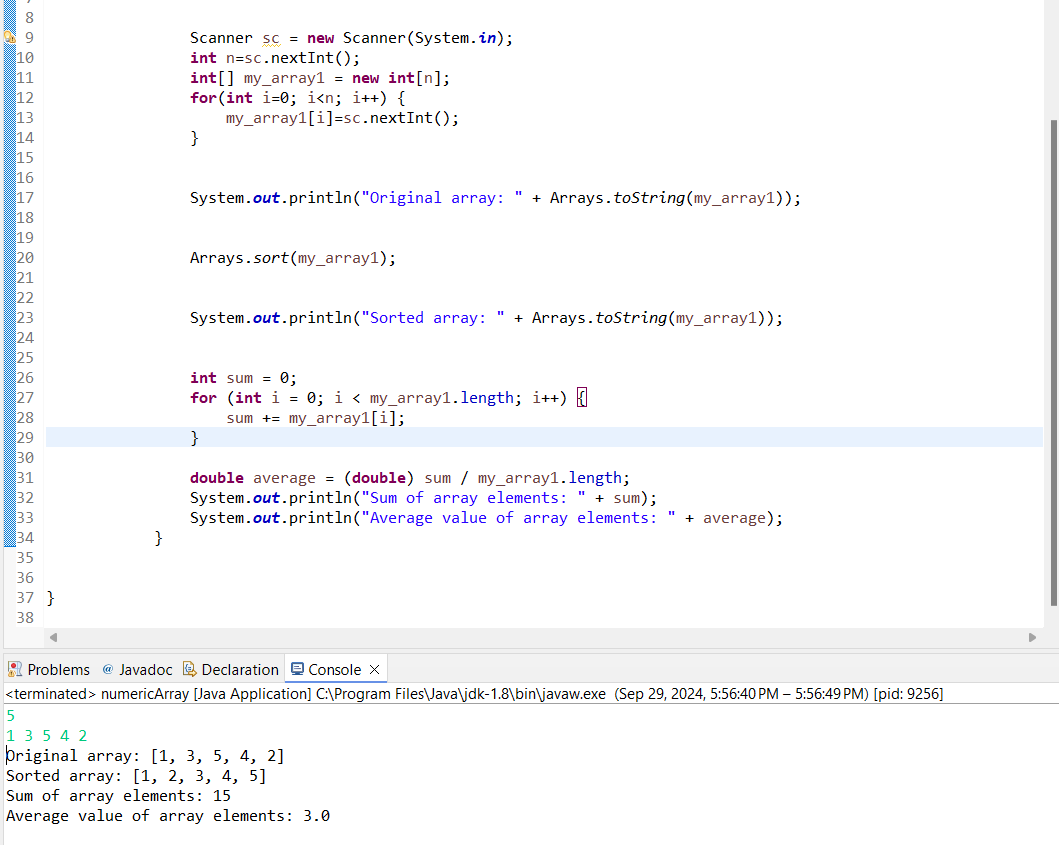 8
9 Scanner sc = new Scanner(System.in);
10 int n=sc.nextInt();
11 int[] my_array1 = new int[n];
12 for(int i=0; i<n; i++) {
13 my_array1[i]=sc.nextInt();
14 }
15
16
17 System.out.println("Original array: " + Arrays.toString(my_array1));
18
19
20 Arrays.sort(my_array1);
21
22
23 System.out.println("Sorted array: " + Arrays.toString(my_array1));
24
25
26 int sum = 0;
27 for (int i = 0; i < my_array1.length; i++) {
28 sum += my_array1[i];
29 }
30
31 double average = (double) sum / my_array1.length;
32 System.out.println("Sum of array elements: " + sum);
33 System.out.println("Average value of array elements: " + average);
34 }
35
36
37 }
38
Problems @ Javadoc Declaration Console
<terminated> numericArray [Java Application] C:\Program Files\Java\jdk-1.8\bin\javaw.exe (Sep 29, 2024, 5:56:40 PM – 5:56:49 PM) [pid: 9256]
5
1 3 5 4 2
Original array: [1, 3, 5, 4, 2]
Sorted array: [1, 2, 3, 4, 5]
Sum of array elements: 15
Average value of array elements: 3.0